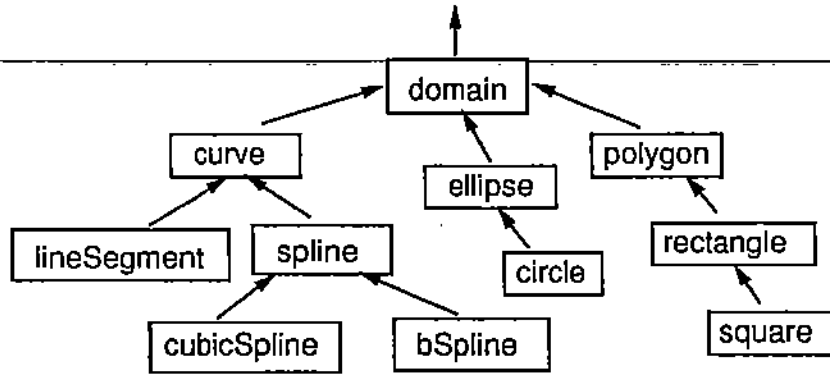 domain
curve
polygon
ellipse
lineSegment
spline
rectangle
circle
cubicSpline
bSpline
square